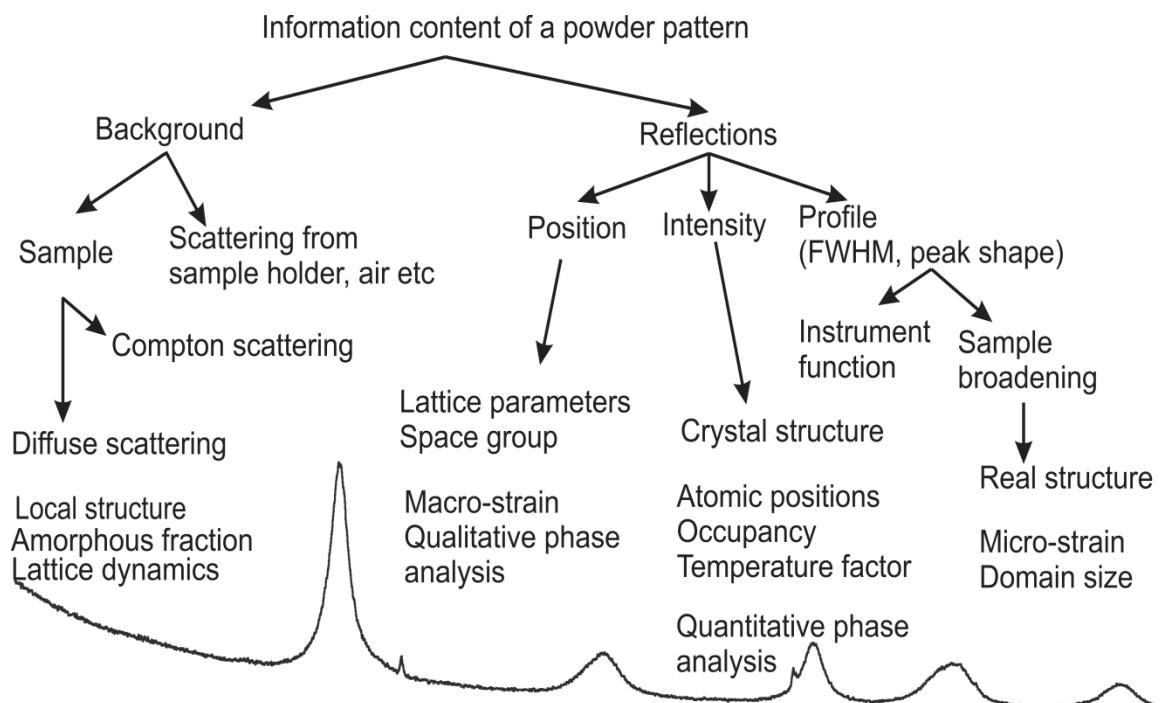 Information content of a powder pattern
Background
Reflections
Sample
Scattering from
sample holder, air etc
Position
Intensity
Profile
(FWHM, peak shape)
Compton scattering
Instrument
function
Sample
broadening
Diffuse scattering
Local structure
Amorphous fraction
Lattice dynamics
Lattice parameters
Space group
Macro-strain
Qualitative phase
analysis
Crystal structure
Atomic positions
Occupancy
Temperature factor
Quantitative phase
analysis
Real structure
Micro-strain
Domain size